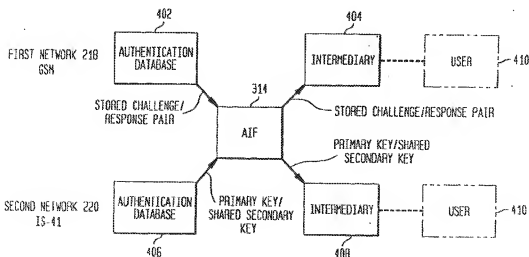 402
404
FIRST NETWORK 218
GSM
AUTHENTICATION
DATABASE
INTERMEDIARY
USER
410
STORED CHALLENGE/
RESPONSE PAIR
314
STORED CHALLENGE/RESPONSE PAIR
AIF
PRIMARY KEY/SHARED
SECONDARY KEY
SECOND NETWORK 220
IS-41
AUTHENTICATION
DATABASE
PRIMARY KEY/
SHARED SECONDARY
KEY
INTERMEDIARY
USER
410
406
408